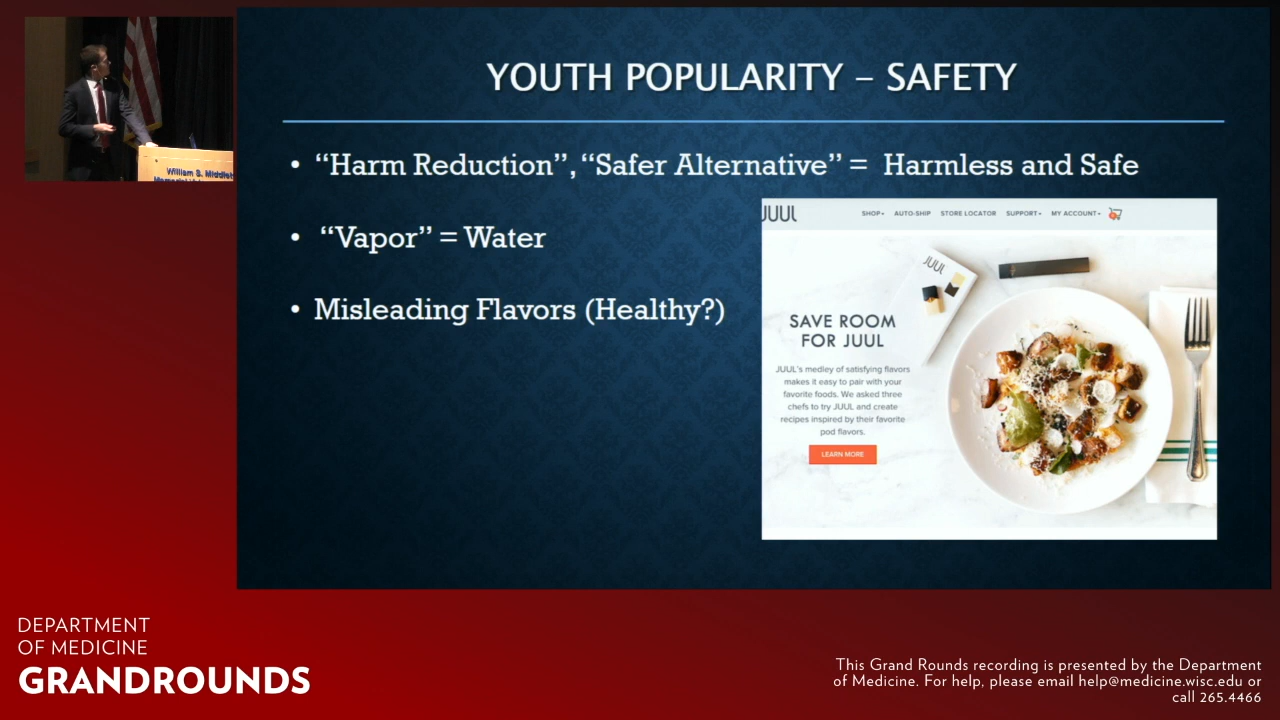 YOUTH POPULARITY – SAFETY
• “Harm Reduction”, “Safer Alternative” = Harmless and Safe
• “Vapor” = Water
• Misleading Flavors (Healthy?)
JUUL
SHOP AUTO-SHIP STORE LOCATOR SUPPORT MY ACCOUNT
JUUL
SAVE ROOM
FOR JUUL
JUUL's medley of satisfying flavors
makes it easy to pair with your
favorite foods. We asked three
chefs to try JUUL and create
recipes inspired by their favorite
pod flavors.
LEARN MORE
William S. Middlet
DEPARTMENT
OF MEDICINE
GRANDROUNDS
This Grand Rounds recording is presented by the Department
of Medicine. For help, please email help@medicine.wisc.edu or
call 265.4466